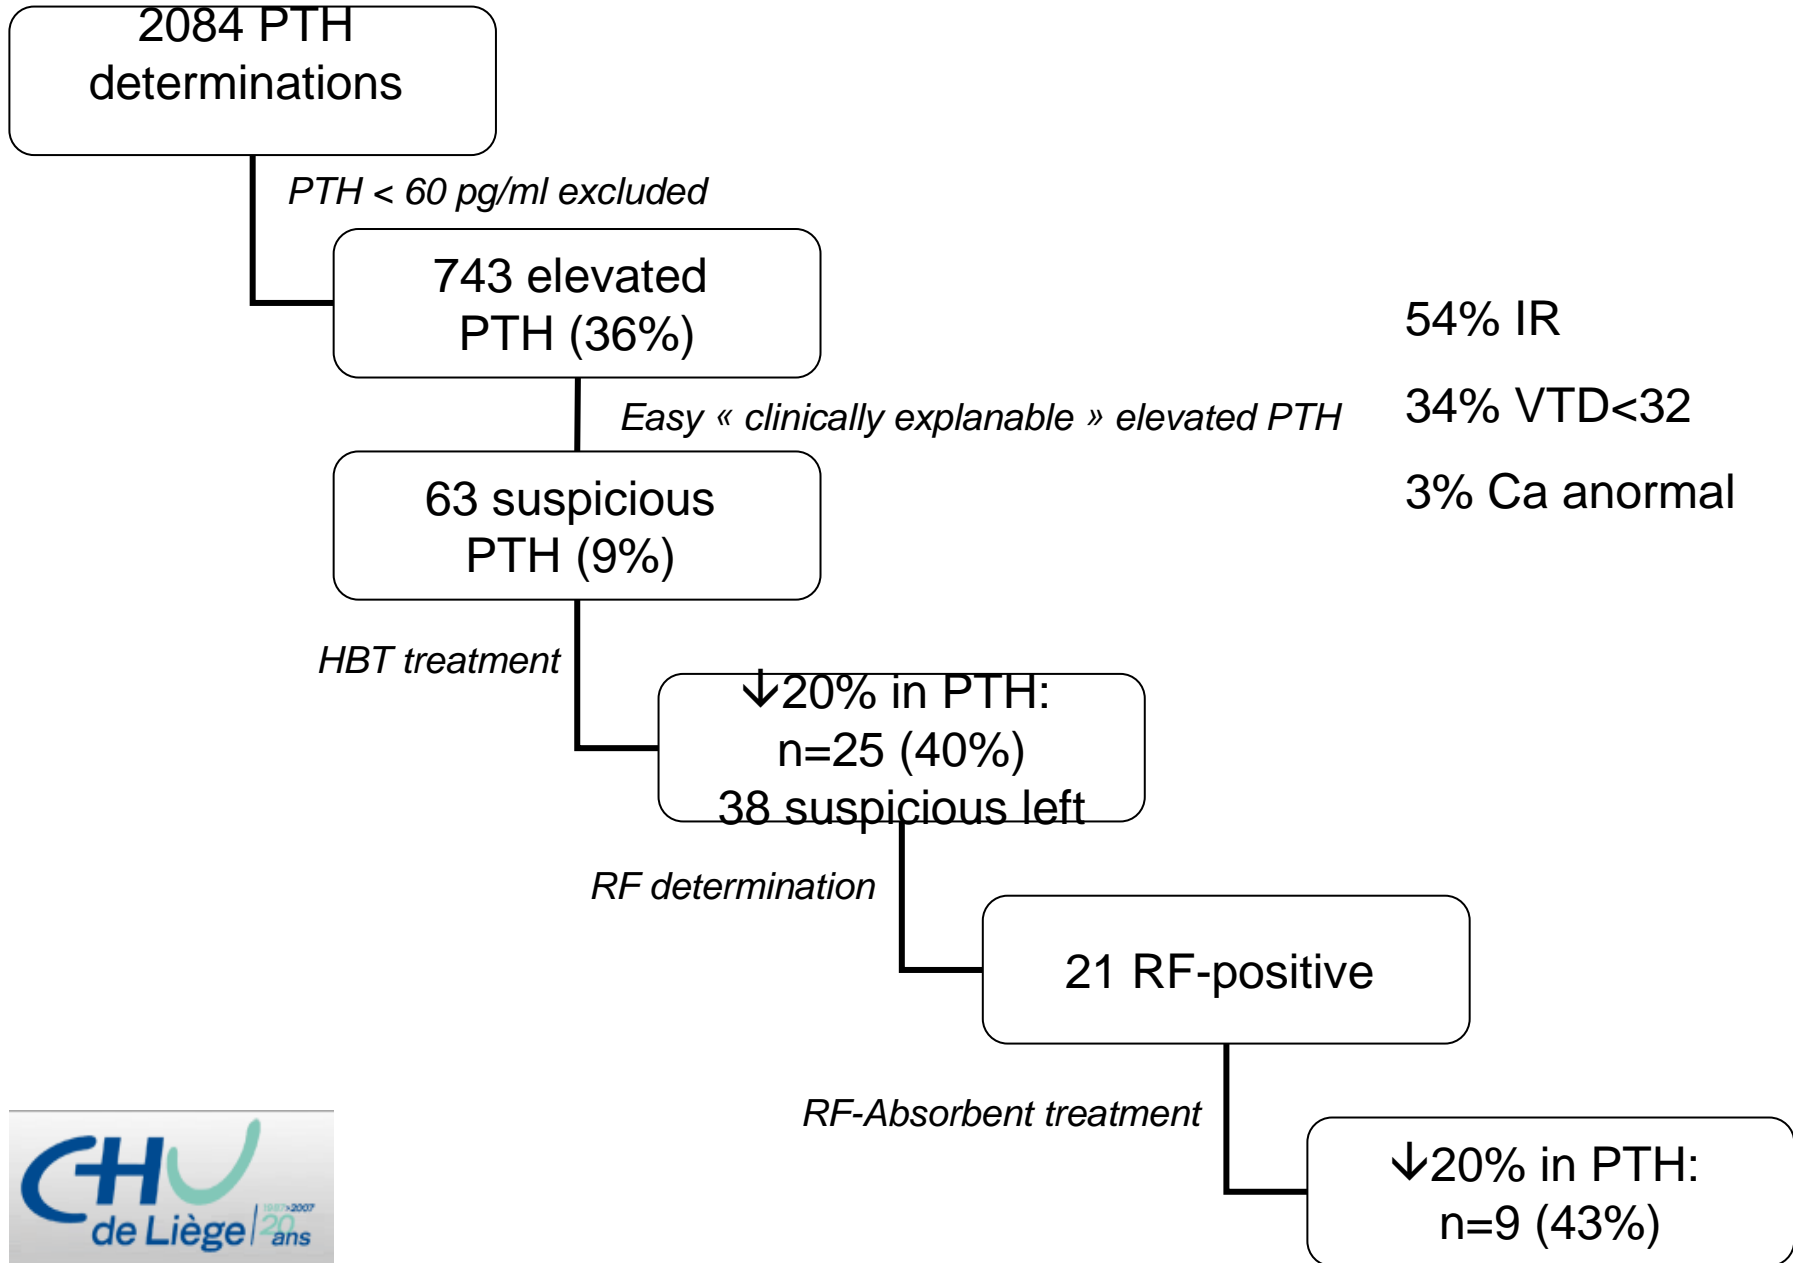 2084 PTH
determinations
PTH < 60 pg/ml excluded
743 elevated
PTH (36%)
54% IR
34% VTD<32
3% Ca anormal
Easy « clinically explanable » elevated PTH
63 suspicious
PTH (9%)
HBT treatment
↓20% in PTH:
n=25 (40%)
38 suspicious left
RF determination
21 RF-positive
RF-Absorbent treatment
↓20% in PTH:
n=9 (43%)
CHU
de Liège
1987>2007
20
ans